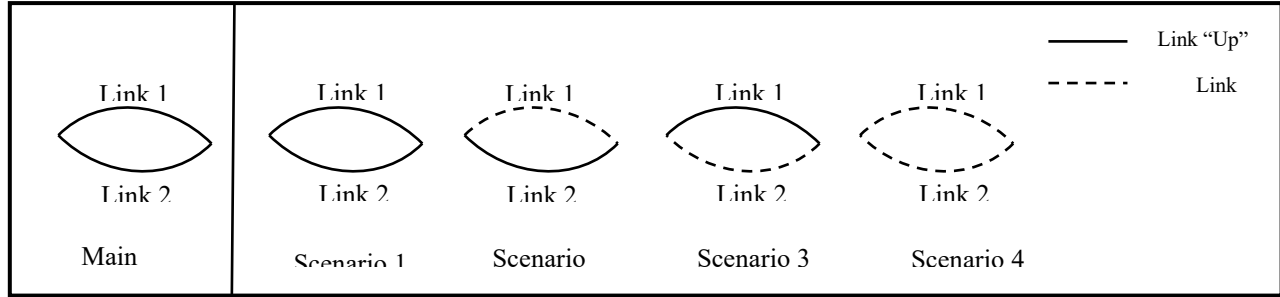 Link “Up”
Link
Link 1 Link 1 Link 1 Link 1 Link 1
Link 2 Link 2 Link 2 Link 2 Link 2
Main Scenario 1 Scenario Scenario 3 Scenario 4